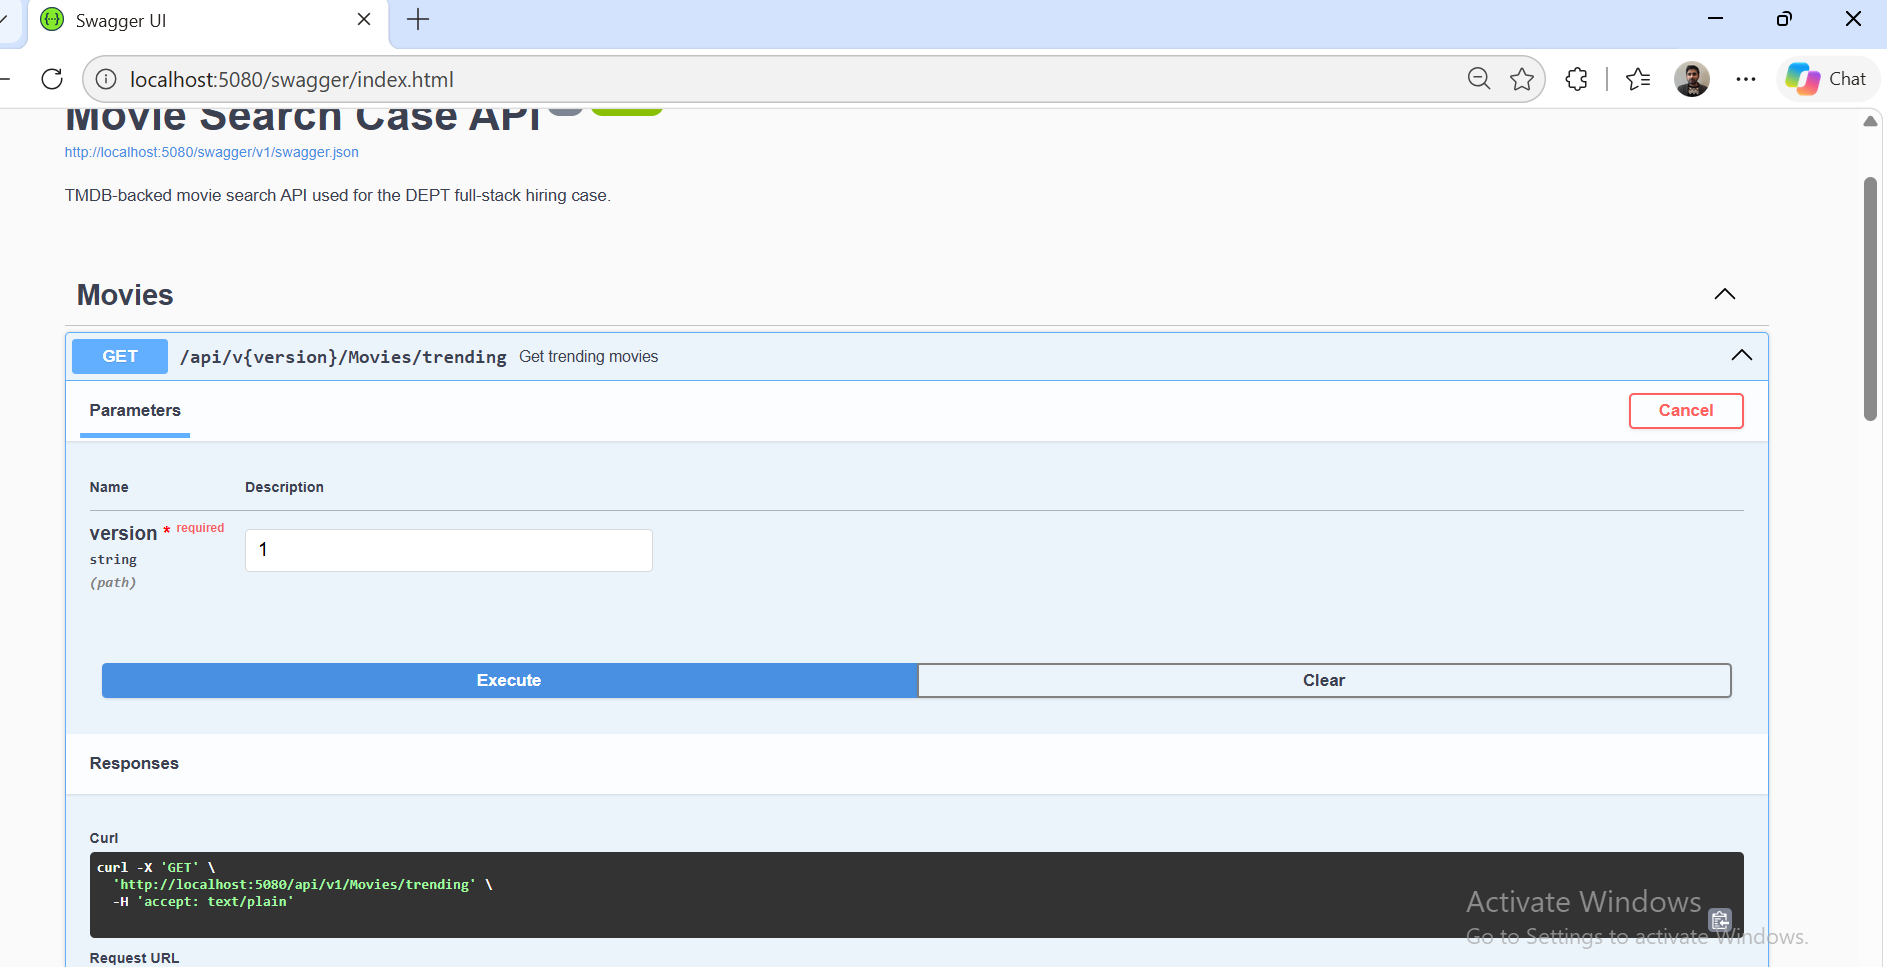 Swagger UI
localhost:5080/swagger/index.html
Chat
Movie Search Case API
http://localhost:5080/swagger/v1/swagger.json
TMDB-backed movie search API used for the DEPT full-stack hiring case.
Movies
GET /api/v{version}/Movies/trending Get trending movies
Parameters
Cancel
Name Description
version * required
string
(path)
1
Execute Clear
Responses
Curl
curl -X 'GET' \
'http://localhost:5080/api/v1/Movies/trending' \
-H 'accept: text/plain'
Activate Windows
Go to Settings to activate Windows.
Request URL